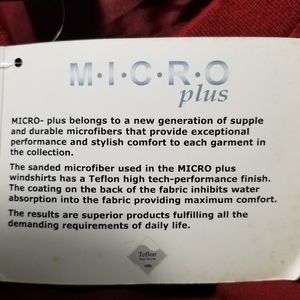 M·I·C·R·O
plus
MICRO- plus belongs to a new generation of supple
and durable microfibers that provide exceptional
performance and stylish comfort to each garment in
the collection.
The sanded microfiber used in the MICRO plus
windshirts has a Teflon high tech-performance finish.
The coating on the back of the fabric inhibits water
absorption into the fabric providing maximum comfort.
The results are superior products fulfilling all the
demanding requirements of daily life.
Teflon